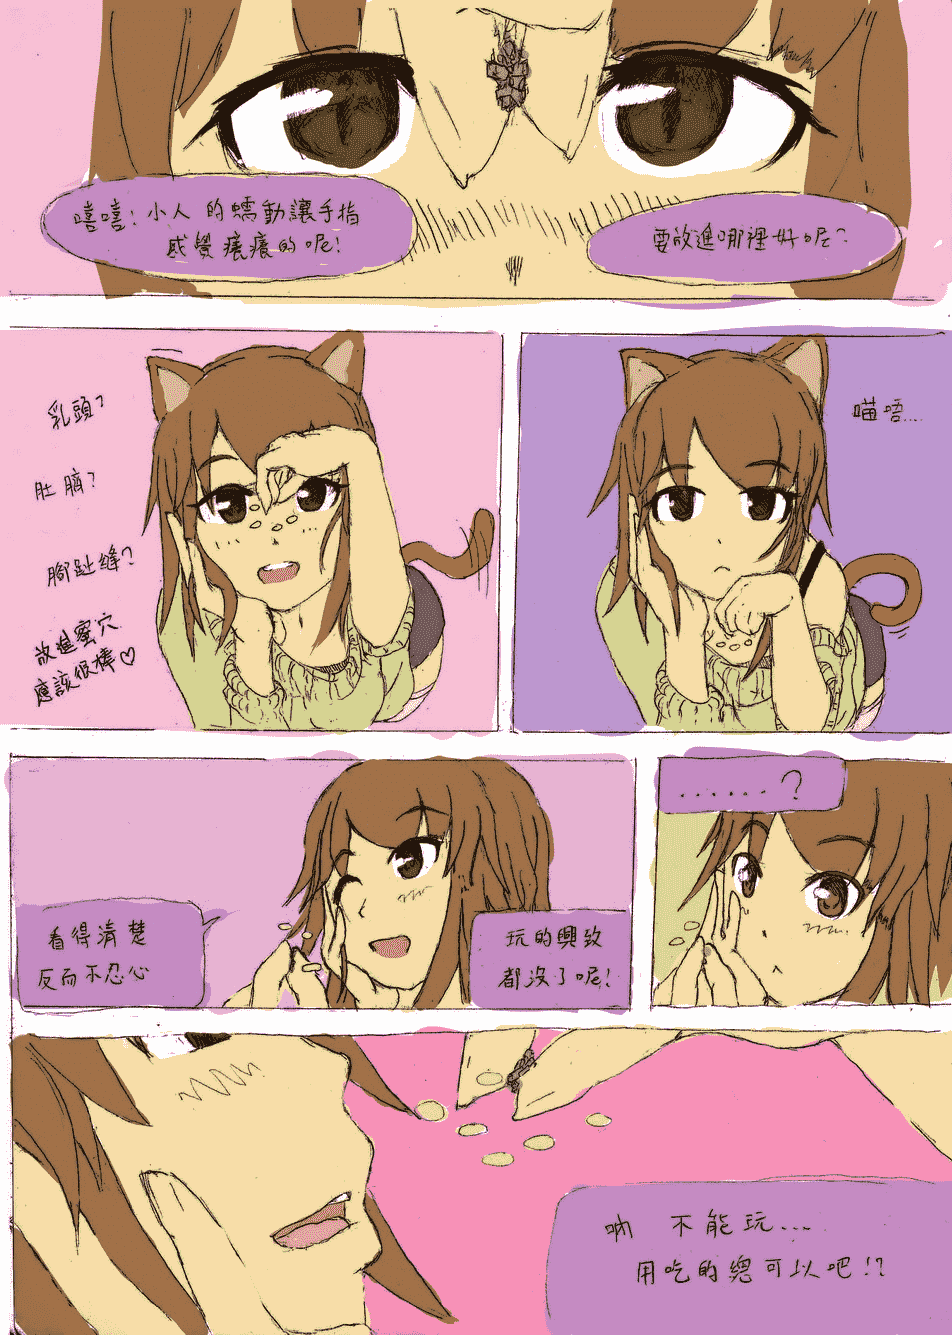 嘻嘻!小人的蠕動讓手指
感覺癢癢的呢!
要放進哪裡好呢?
乳頭?
肚臍?
腳趾縫?
放進蜜穴
應該很棒♡
喵唔...
看得清楚
反而不忍心
玩的興致
都沒了呢!
......?
吶 不能玩...
用吃的總可以吧!?